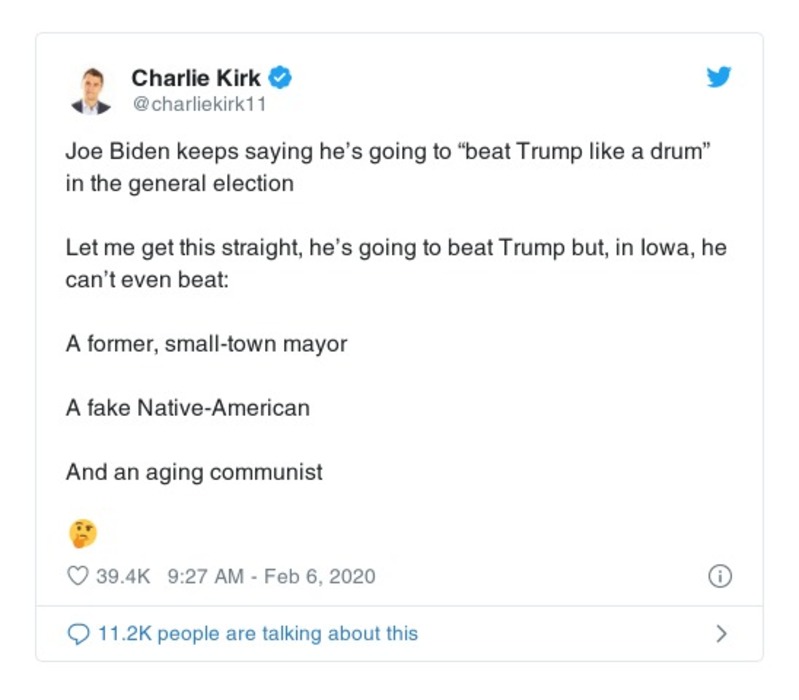 Charlie Kirk
@charliekirk11
Joe Biden keeps saying he’s going to “beat Trump like a drum”
in the general election
Let me get this straight, he’s going to beat Trump but, in Iowa, he
can’t even beat:
A former, small-town mayor
A fake Native-American
And an aging communist
🤔
39.4K 9:27 AM - Feb 6, 2020
11.2K people are talking about this